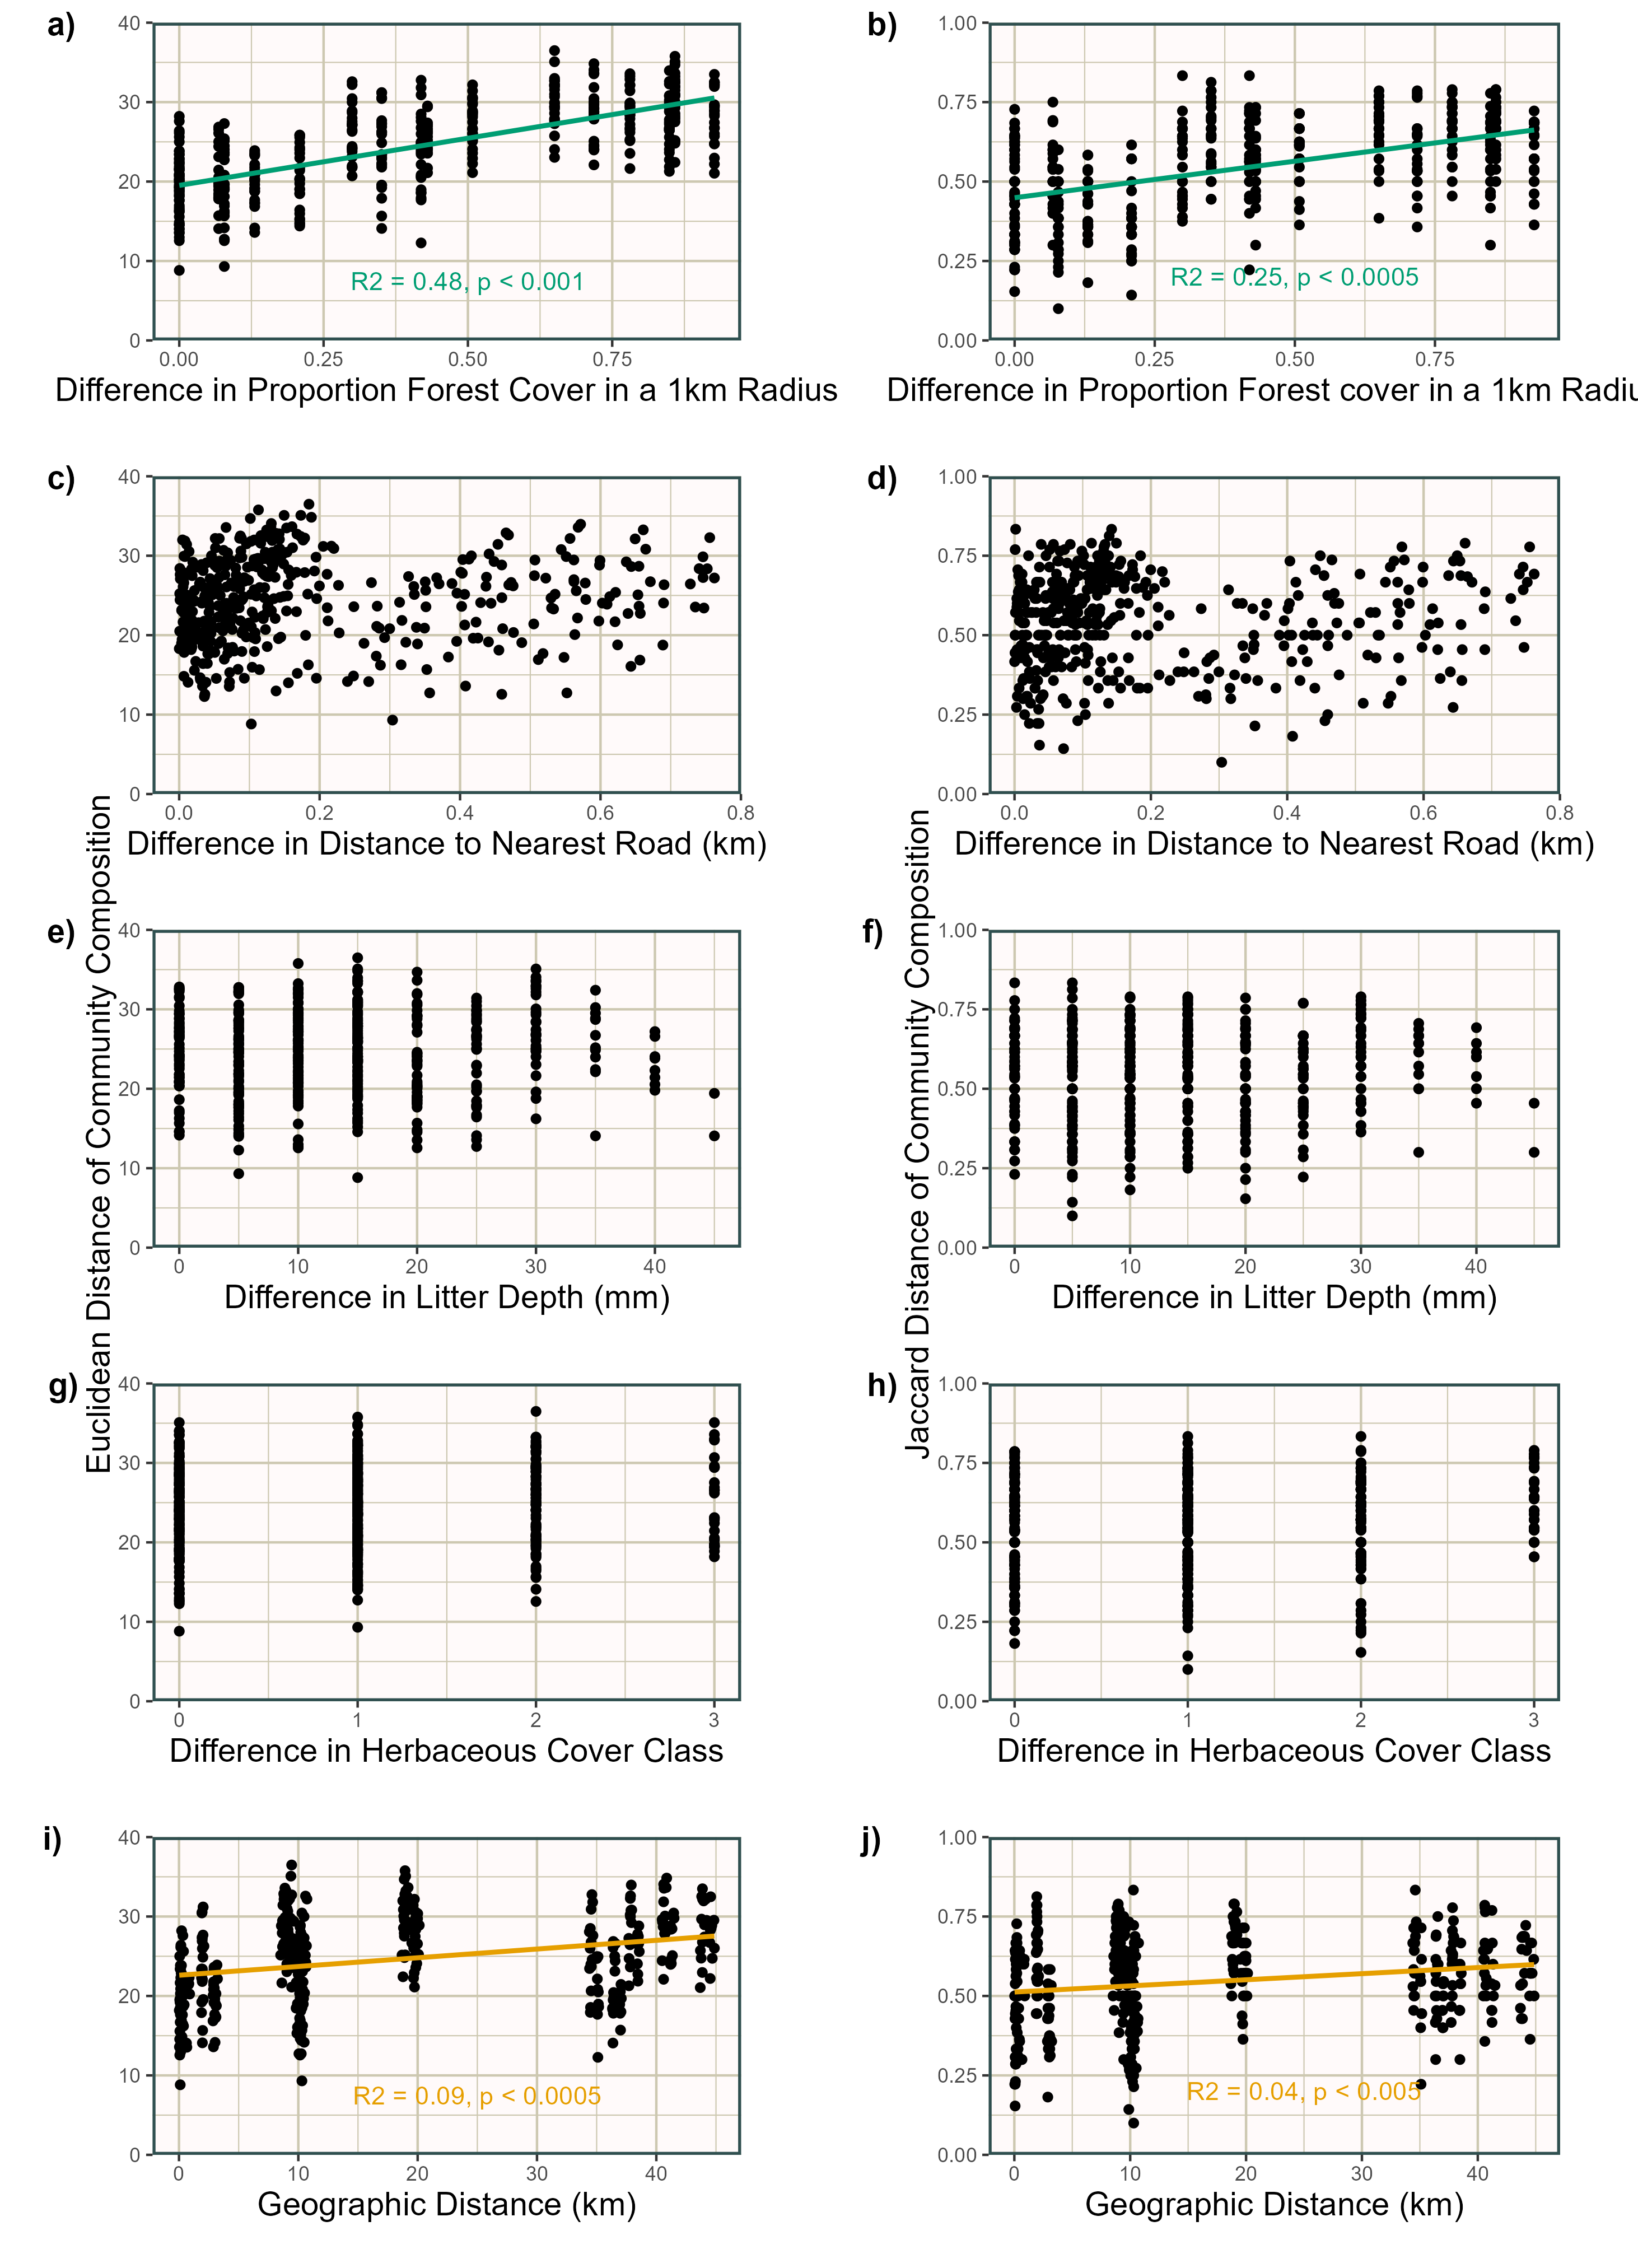 a)
40
30
20
10
0
0.00 0.25 0.50 0.75
R2 = 0.48, p < 0.001
Difference in Proportion Forest Cover in a 1km Radius
b)
1.00
0.75
0.50
0.25
0.00
0.00 0.25 0.50 0.75
R2 = 0.25, p < 0.0005
Difference in Proportion Forest cover in a 1km Radiu
c)
40
30
20
10
0
0.0 0.2 0.4 0.6 0.8
Difference in Distance to Nearest Road (km)
d)
1.00
0.75
0.50
0.25
0.00
0.0 0.2 0.4 0.6 0.8
Difference in Distance to Nearest Road (km)
Euclidean Distance of Community Composition
Jaccard Distance of Community Composition
e)
40
30
20
10
0
0 10 20 30 40
Difference in Litter Depth (mm)
f)
1.00
0.75
0.50
0.25
0.00
0 10 20 30 40
Difference in Litter Depth (mm)
g)
40
30
20
10
0
0 1 2 3
Difference in Herbaceous Cover Class
h)
1.00
0.75
0.50
0.25
0.00
0 1 2 3
Difference in Herbaceous Cover Class
i)
40
30
20
10
0
0 10 20 30 40
R2 = 0.09, p < 0.0005
Geographic Distance (km)
j)
1.00
0.75
0.50
0.25
0.00
0 10 20 30 40
R2 = 0.04, p < 0.005
Geographic Distance (km)